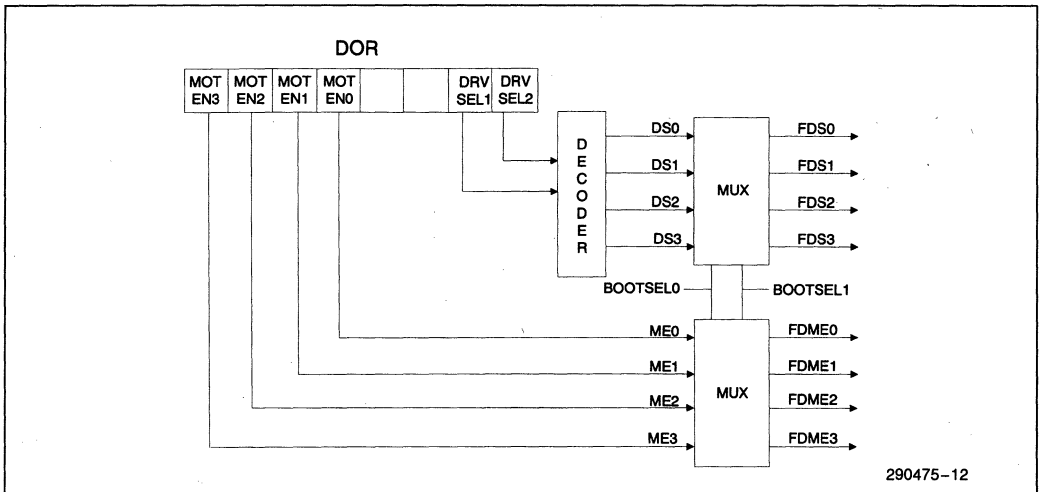 DOR
MOT EN3
MOT EN2
MOT EN1
MOT EN0
DRV SEL1
DRV SEL2
DECODER
DS0
DS1
DS2
DS3
MUX
FDS0
FDS1
FDS2
FDS3
BOOTSEL0
BOOTSEL1
ME0
ME1
ME2
ME3
MUX
FDME0
FDME1
FDME2
FDME3
290475-12